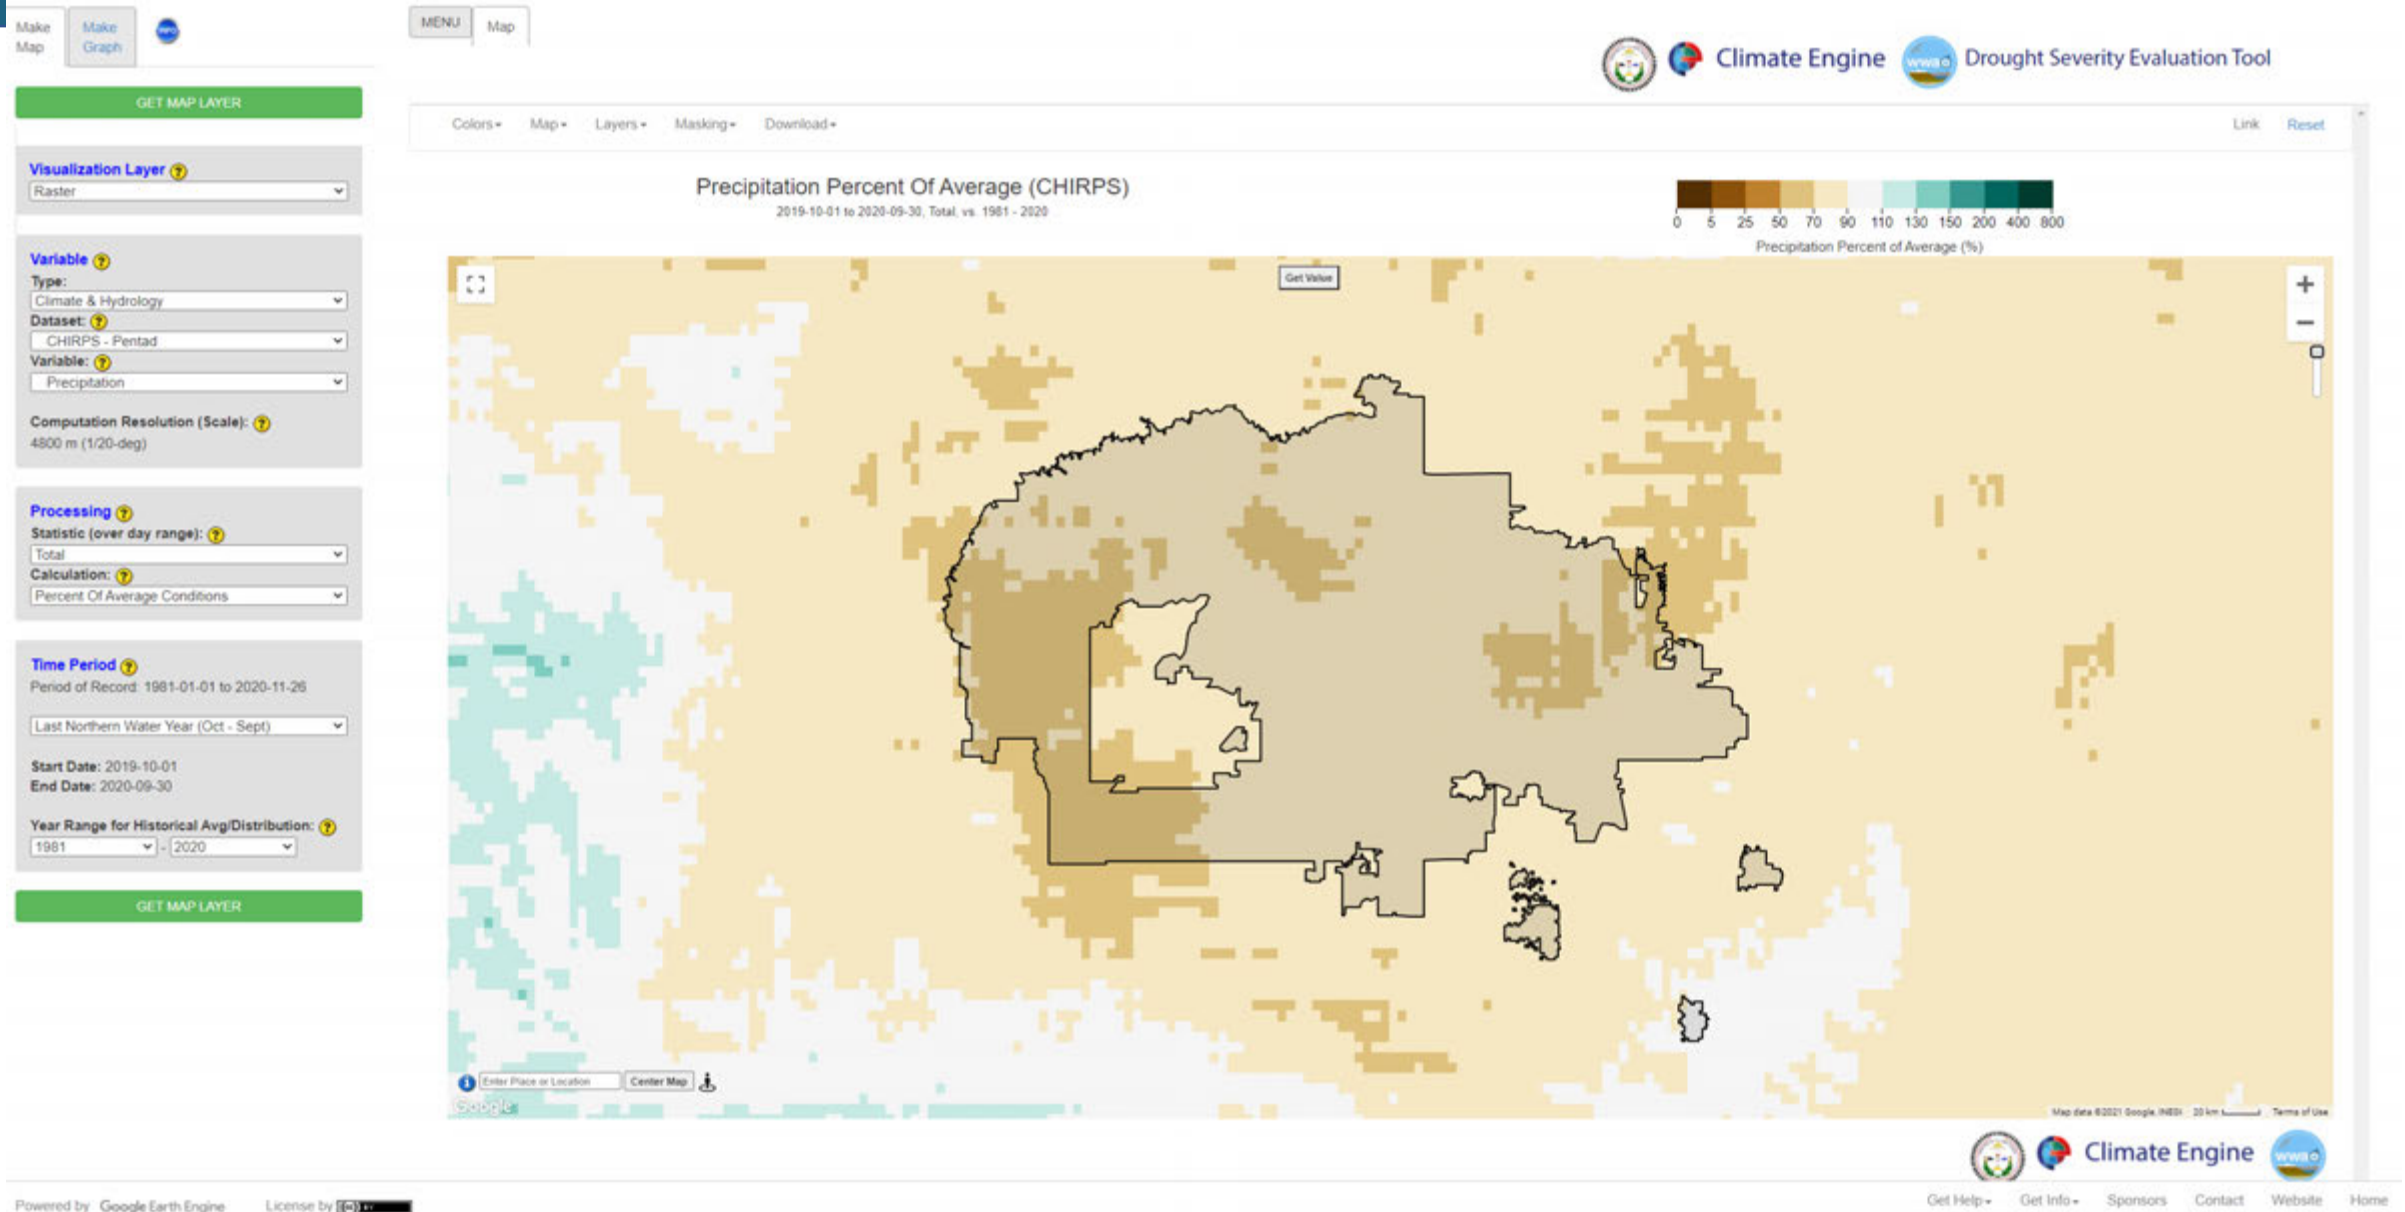 Make
Map
Make
Graph
MENU
Map
Climate Engine
wwao
Drought Severity Evaluation Tool
GET MAP LAYER
Colors
Map
Layers
Masking
Download
Link
Reset
Visualization Layer ?
Raster
Precipitation Percent Of Average (CHIRPS)
2019-10-01 to 2020-09-30, Total, vs. 1981 - 2020
0 5 25 50 70 90 110 130 150 200 400 800
Precipitation Percent of Average (%)
Variable ?
Type:
Climate & Hydrology
Dataset: ?
CHIRPS - Pentad
Variable: ?
Precipitation
Computation Resolution (Scale): ?
4800 m (1/20-deg)
Get Value
+
−
Processing ?
Statistic (over day range): ?
Total
Calculation: ?
Percent Of Average Conditions
Time Period ?
Period of Record: 1981-01-01 to 2020-11-26
Last Northern Water Year (Oct - Sept)
Start Date: 2019-10-01
End Date: 2020-09-30
Year Range for Historical Avg/Distribution: ?
1981 - 2020
GET MAP LAYER
i Enter Place or Location
Center Map
Google
Map data ©2021 Google, INEGI
20 km
Terms of Use
Climate Engine
wwao
Powered by Google Earth Engine
License by
Get Help
Get Info
Sponsors
Contact
Website
Home